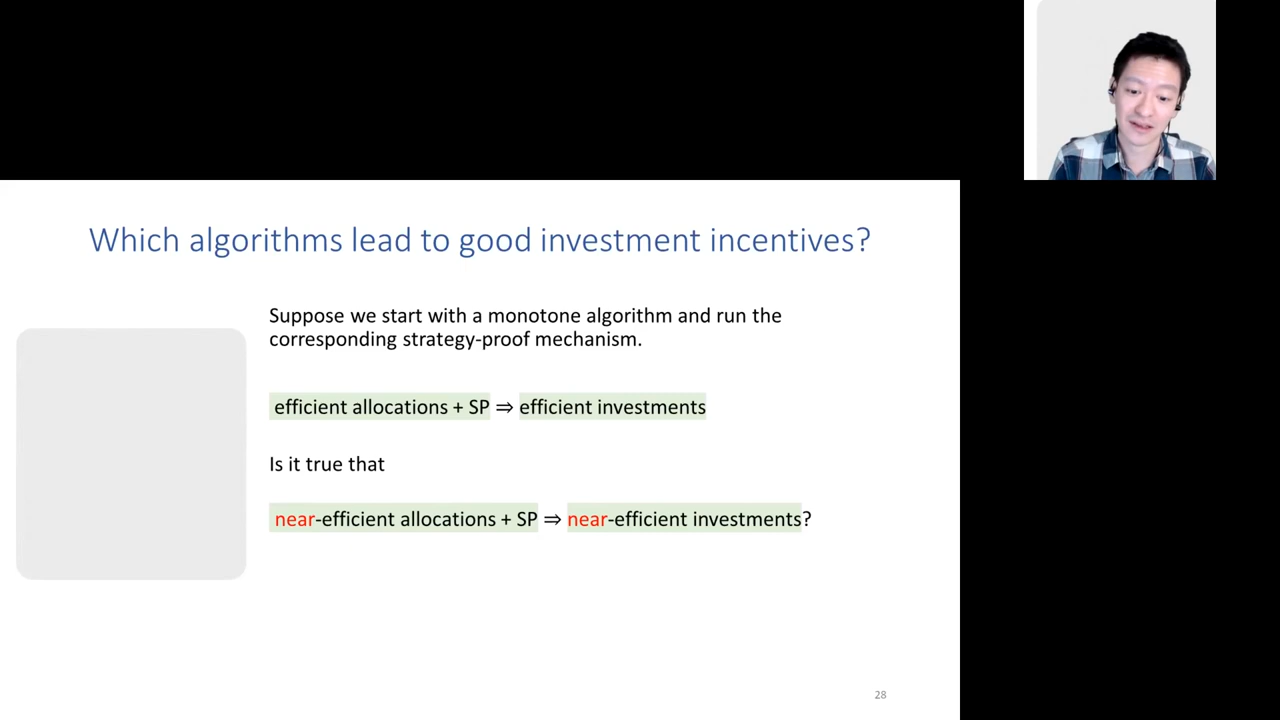 Which algorithms lead to good investment incentives?
Suppose we start with a monotone algorithm and run the
corresponding strategy-proof mechanism.
efficient allocations + SP ⇒ efficient investments
Is it true that
near-efficient allocations + SP ⇒ near-efficient investments?
28